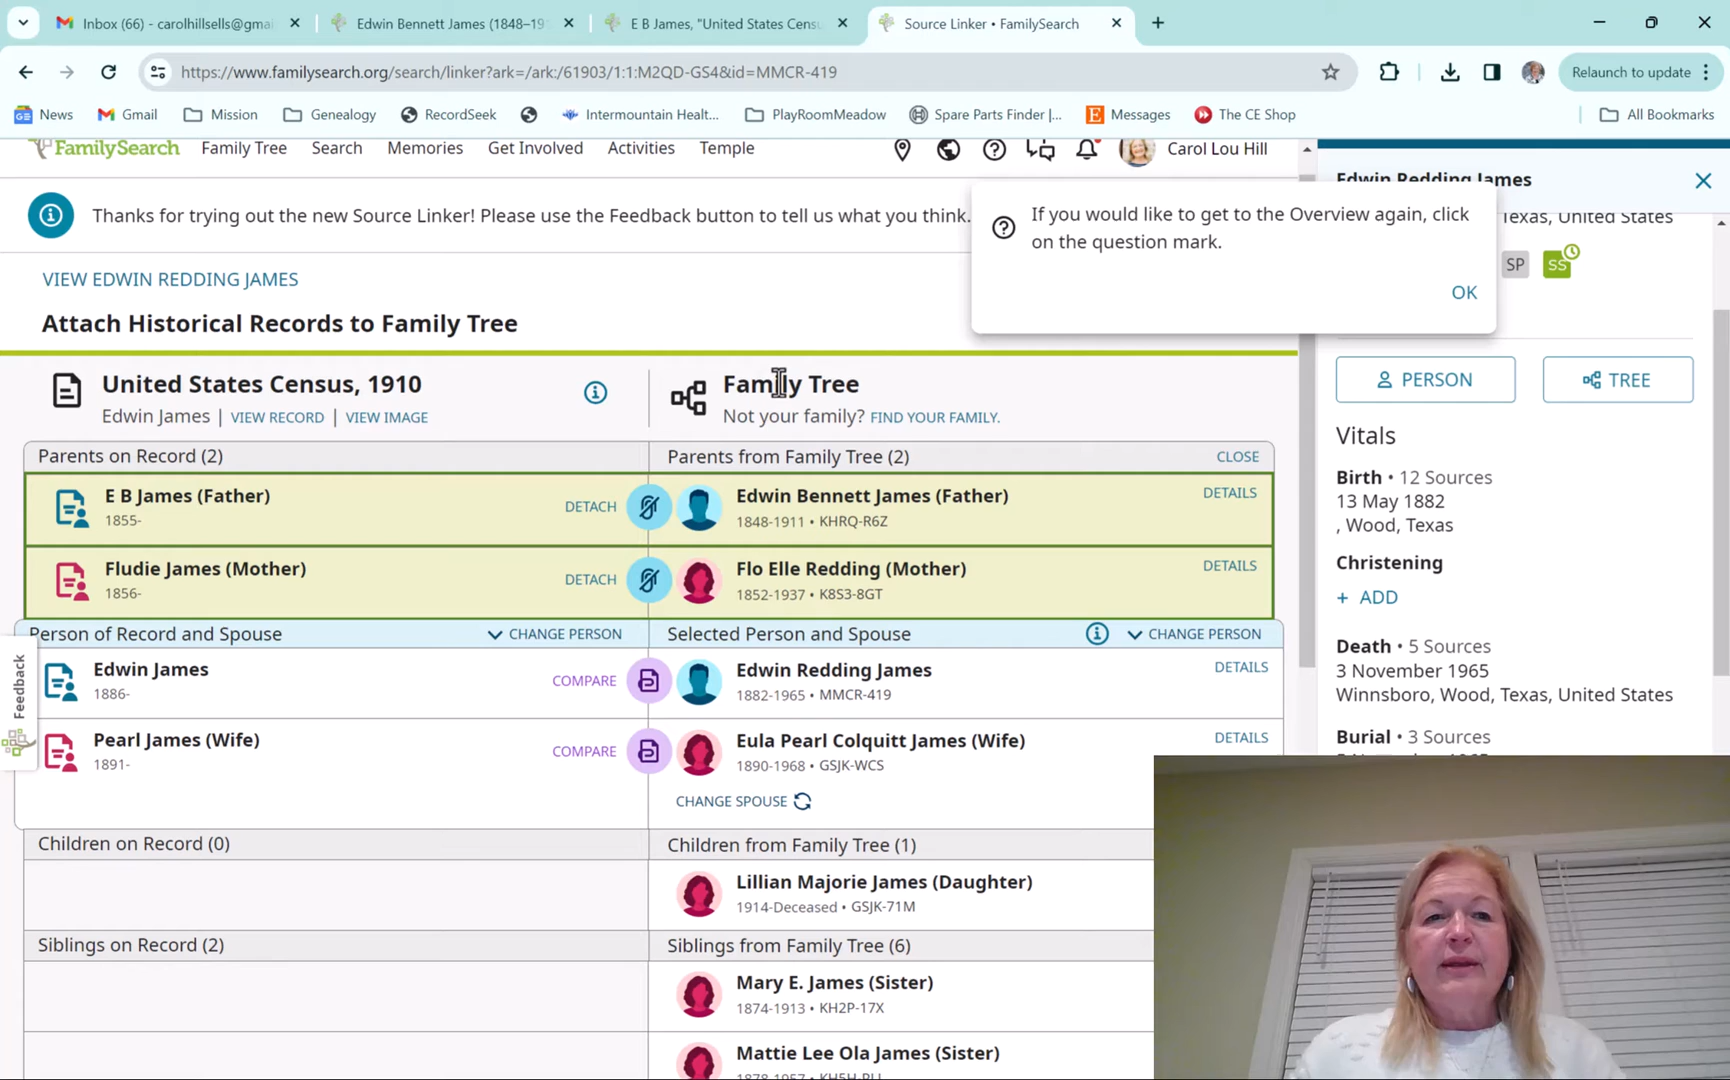 Inbox (66) - carolhillsells@gmai
Edwin Bennett James (1848–19
E B James, "United States Censu
Source Linker • FamilySearch
https://www.familysearch.org/search/linker?ark=/ark:/61903/1:1:M2QD-GS4&id=MMCR-419
Relaunch to update
News
Gmail
Mission
Genealogy
RecordSeek
Intermountain Healt...
PlayRoomMeadow
Spare Parts Finder |...
Messages
The CE Shop
All Bookmarks
FamilySearch
Family Tree
Search
Memories
Get Involved
Activities
Temple
Carol Lou Hill
Thanks for trying out the new Source Linker! Please use the Feedback button to tell us what you think.
If you would like to get to the Overview again, click
on the question mark.
OK
VIEW EDWIN REDDING JAMES
Attach Historical Records to Family Tree
United States Census, 1910
Edwin James | VIEW RECORD | VIEW IMAGE
Family Tree
Not your family? FIND YOUR FAMILY.
Parents on Record (2)
Parents from Family Tree (2)
CLOSE
E B James (Father)
1855-
DETACH
Edwin Bennett James (Father)
1848-1911 • KHRQ-R6Z
DETAILS
Fludie James (Mother)
1856-
DETACH
Flo Elle Redding (Mother)
1852-1937 • K8S3-8GT
DETAILS
Person of Record and Spouse
CHANGE PERSON
Selected Person and Spouse
CHANGE PERSON
Edwin James
1886-
COMPARE
Edwin Redding James
1882-1965 • MMCR-419
DETAILS
Pearl James (Wife)
1891-
COMPARE
Eula Pearl Colquitt James (Wife)
1890-1968 • GSJK-WCS
DETAILS
CHANGE SPOUSE
Children on Record (0)
Children from Family Tree (1)
Lillian Majorie James (Daughter)
1914-Deceased • GSJK-71M
Siblings on Record (2)
Siblings from Family Tree (6)
Mary E. James (Sister)
1874-1913 • KH2P-17X
Mattie Lee Ola James (Sister)
Feedback
Edwin Redding James
Texas, United States
SP
SS
PERSON
TREE
Vitals
Birth • 12 Sources
13 May 1882
, Wood, Texas
Christening
+ ADD
Death • 5 Sources
3 November 1965
Winnsboro, Wood, Texas, United States
Burial • 3 Sources